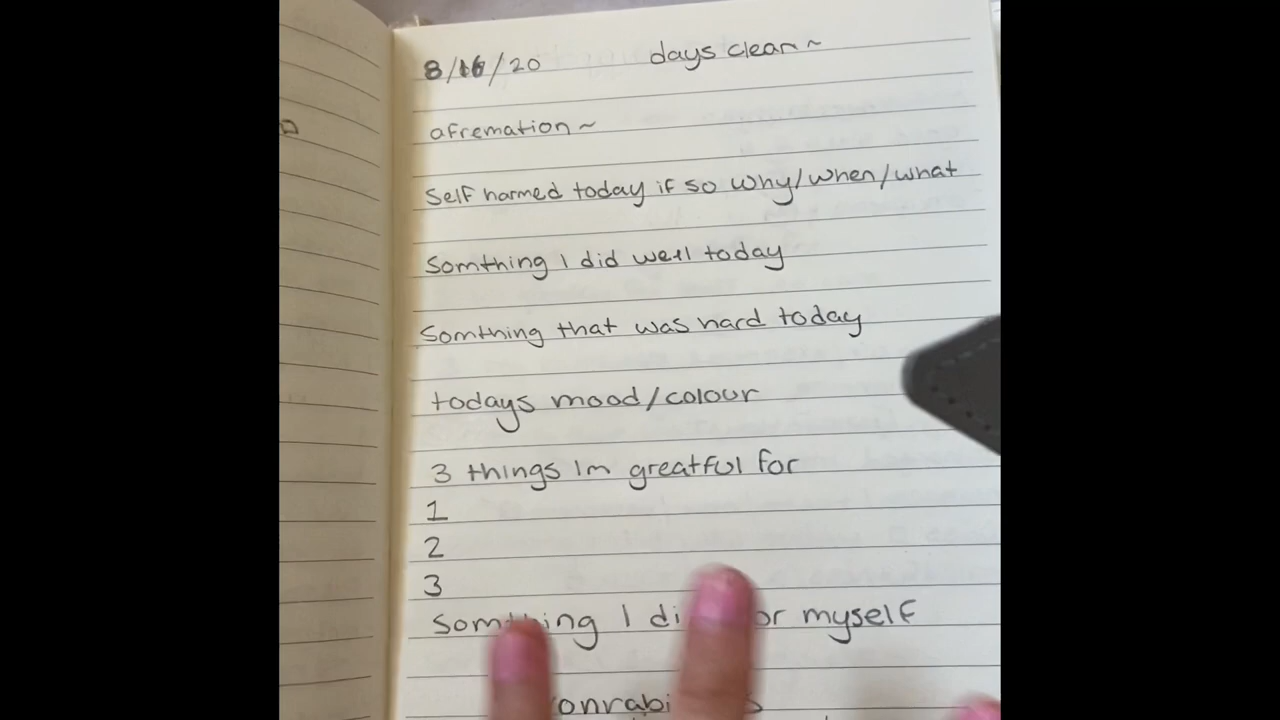 8/16/20 days clean~
afremation~
Self harmed today if so why/when/what
Somthing I did well today
Somthing that was hard today
todays mood/colour
3 things Im greatful for
1
2
3
I myself